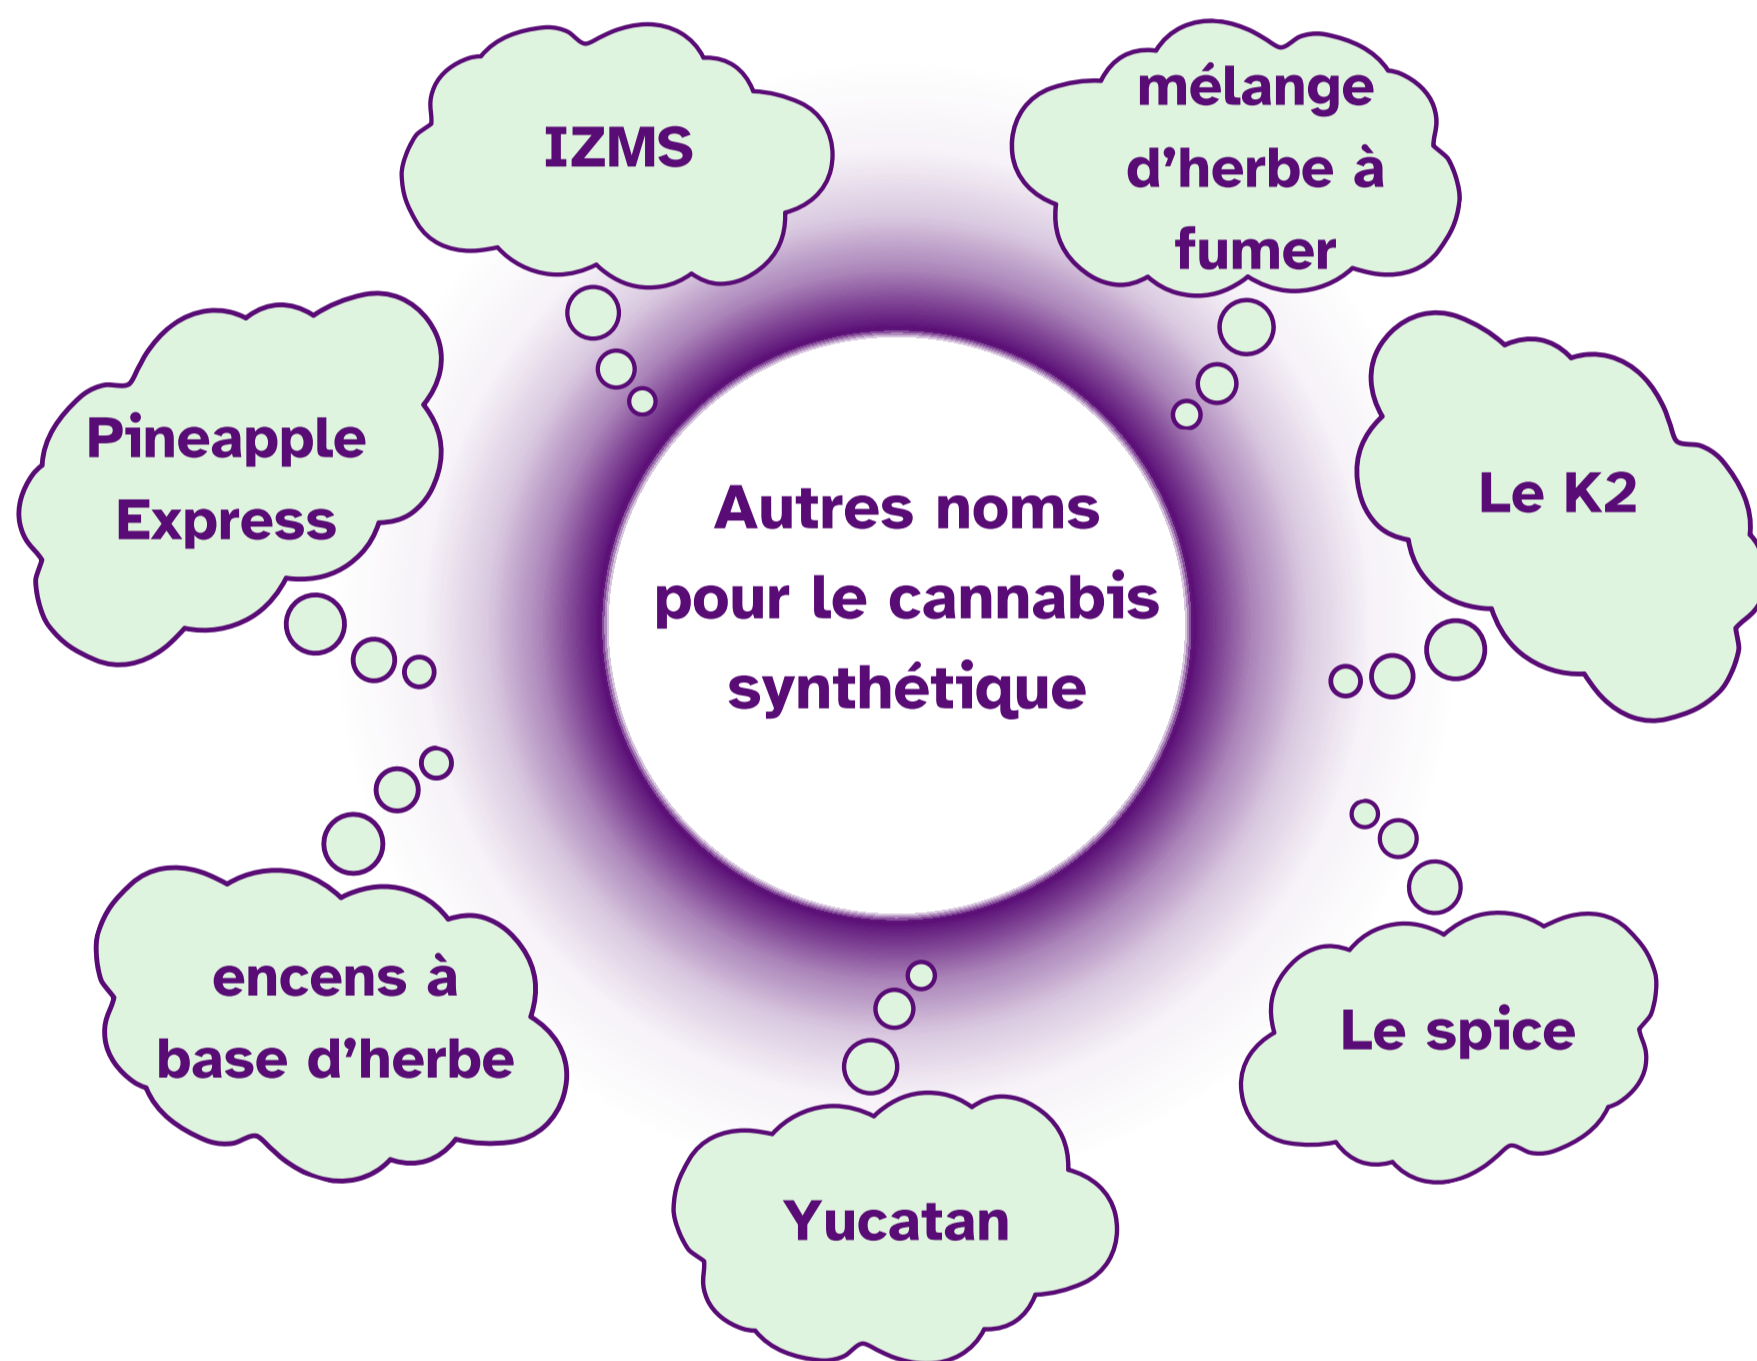 IZMS
mélange
d’herbe à
fumer
Pineapple
Express
Le K2
Autres noms
pour le cannabis
synthétique
encens à
base d’herbe
Le spice
Yucatan